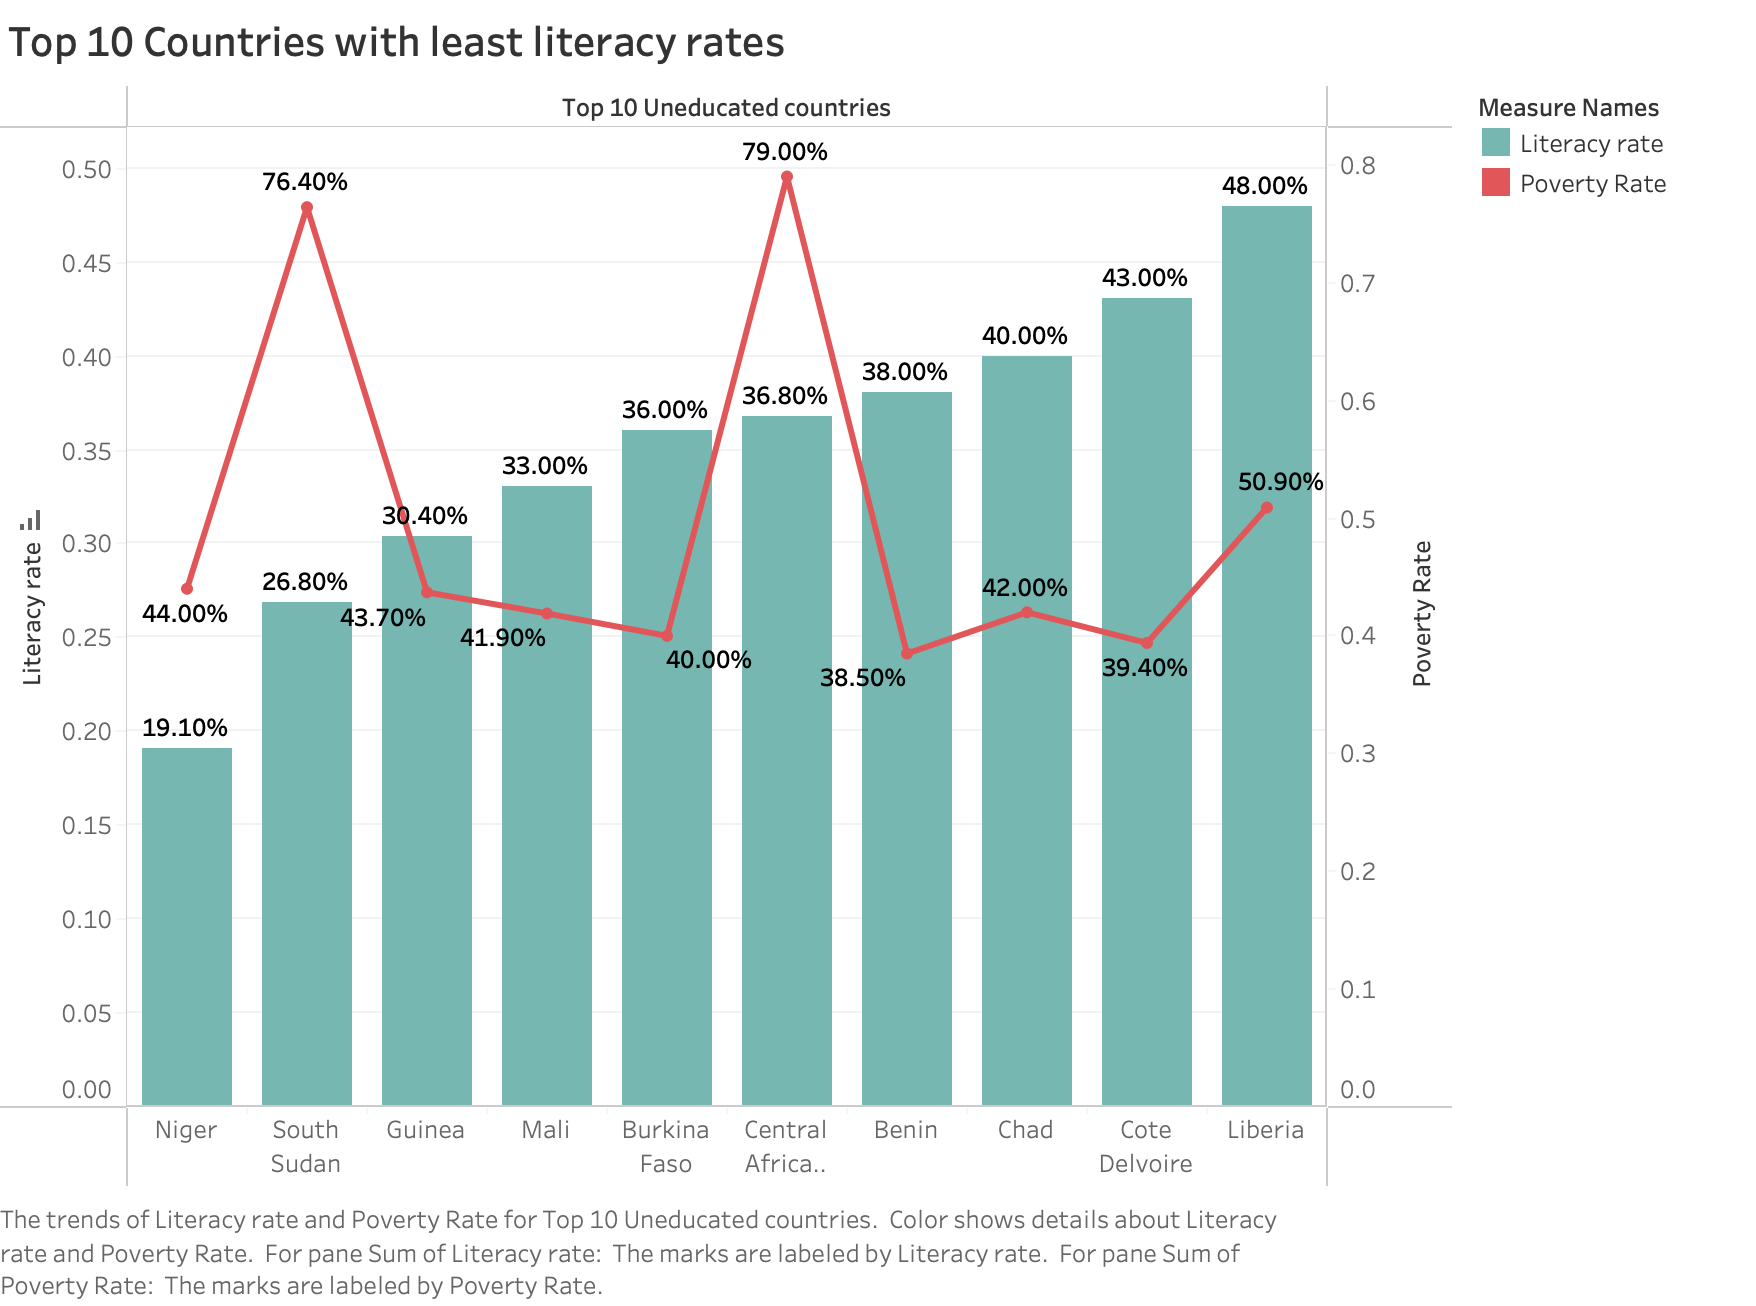 Top 10 Countries with least literacy rates
Top 10 Uneducated countries
Measure Names
Literacy rate
Poverty Rate
Literacy rate
0.50
0.45
0.40
0.35
0.30
0.25
0.20
0.15
0.10
0.05
0.00
76.40%
79.00%
48.00%
43.00%
40.00%
38.00%
36.80%
36.00%
33.00%
30.40%
50.90%
26.80%
42.00%
44.00%
43.70%
41.90%
40.00%
38.50%
39.40%
19.10%
0.8
0.7
0.6
0.5
0.4
0.3
0.2
0.1
0.0
Poverty Rate
Niger
South
Sudan
Guinea
Mali
Burkina
Faso
Central
Africa..
Benin
Chad
Cote
Delvoire
Liberia
The trends of Literacy rate and Poverty Rate for Top 10 Uneducated countries.  Color shows details about Literacy
rate and Poverty Rate.  For pane Sum of Literacy rate:  The marks are labeled by Literacy rate.  For pane Sum of
Poverty Rate:  The marks are labeled by Poverty Rate.